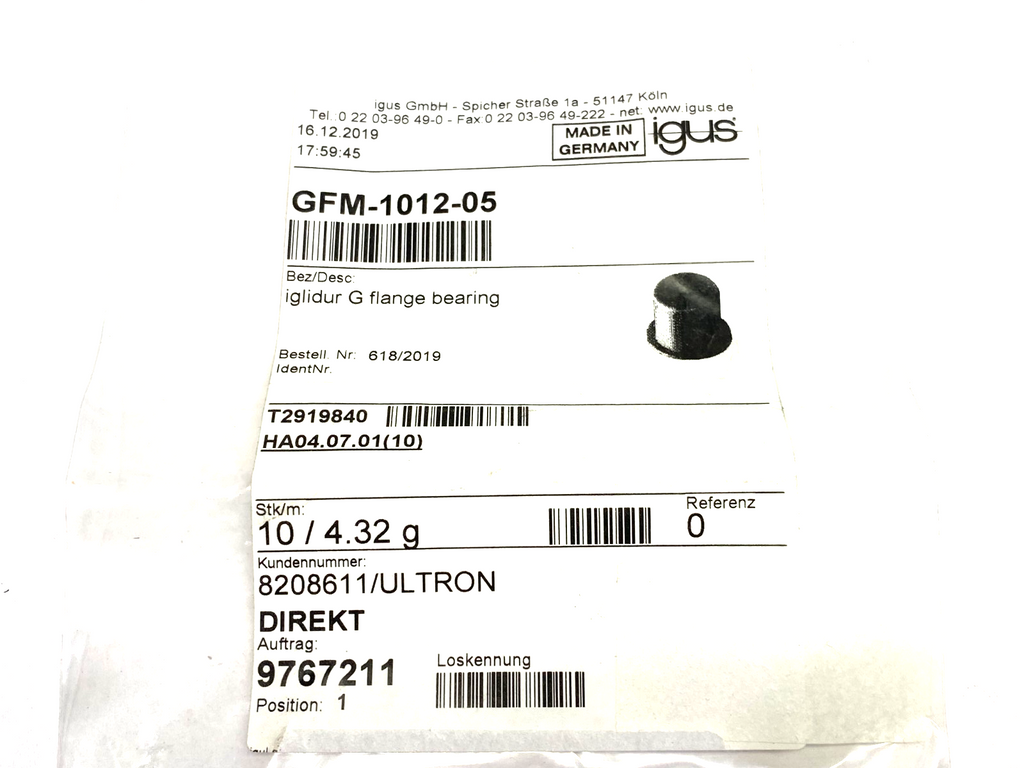 igus GmbH - Spicher Straße 1a - 51147 Köln
Tel.:0 22 03-96 49-0 - Fax:0 22 03-96 49-222 - net: www.igus.de
16.12.2019
17:59:45
MADE IN
GERMANY
igus
GFM-1012-05
Bez/Desc:
iglidur G flange bearing
Bestell. Nr: 618/2019
IdentNr.
T2919840
HA04.07.01(10)
Stk/m:
10 / 4.32 g
Referenz
0
Kundennummer:
8208611/ULTRON
DIREKT
Auftrag:
9767211
Loskennung
Position: 1